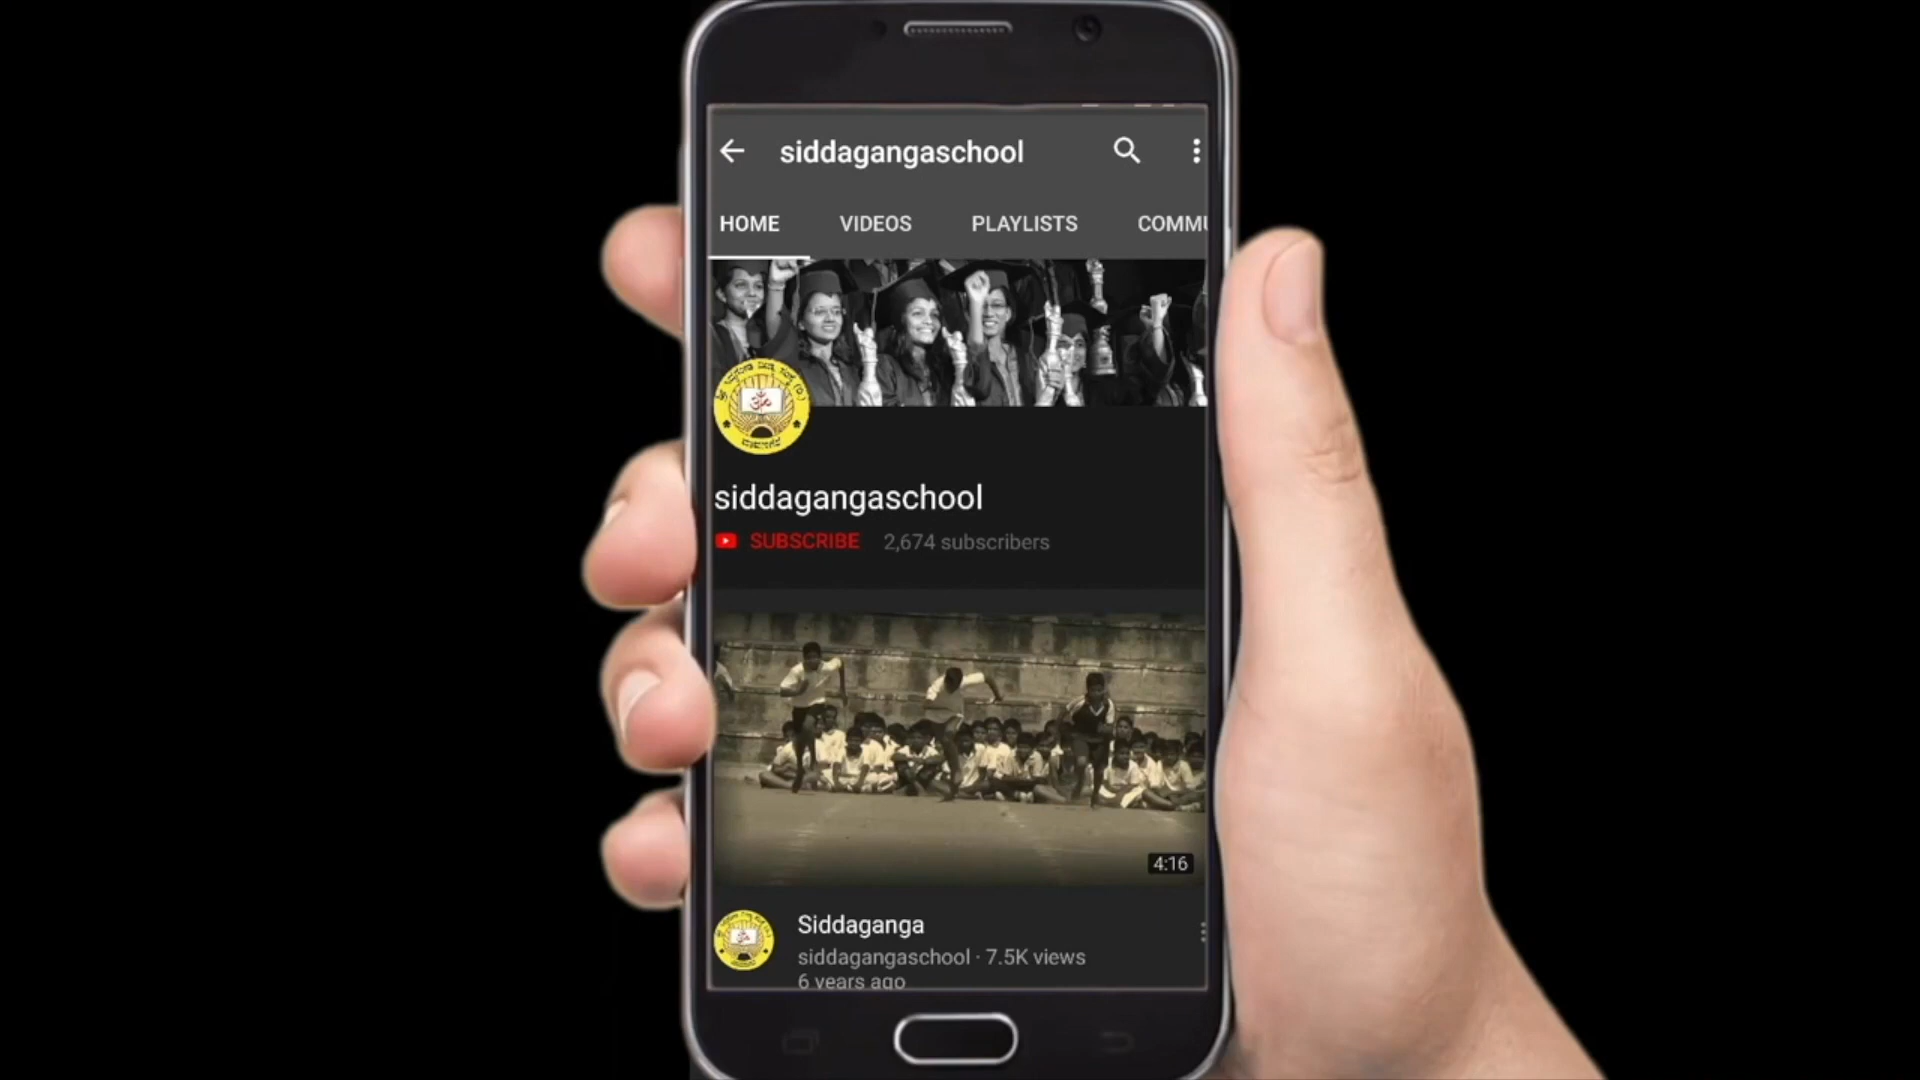 siddagangaschool
HOME VIDEOS PLAYLISTS COMMU
siddagangaschool
SUBSCRIBE 2,674 subscribers
4:16
Siddaganga
siddagangaschool · 7.5K views
6 years ago